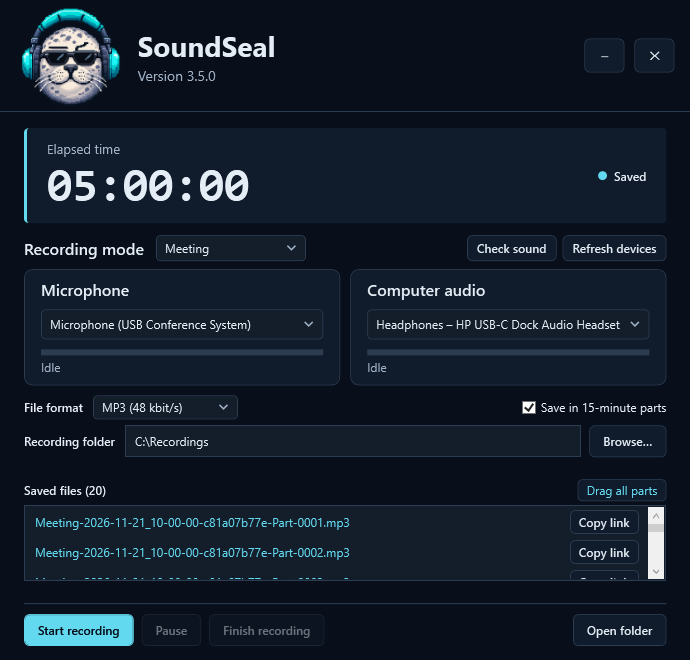 SoundSeal
Version 3.5.0
Elapsed time
05:00:00
Saved
Recording mode
Meeting
Check sound
Refresh devices
Microphone
Microphone (USB Conference System)
Idle
Computer audio
Headphones – HP USB-C Dock Audio Headset
Idle
File format
MP3 (48 kbit/s)
Save in 15-minute parts
Recording folder
C:\Recordings
Browse...
Saved files (20)
Drag all parts
Meeting-2026-11-21_10-00-00-c81a07b77e-Part-0001.mp3
Copy link
Meeting-2026-11-21_10-00-00-c81a07b77e-Part-0002.mp3
Copy link
Start recording
Pause
Finish recording
Open folder